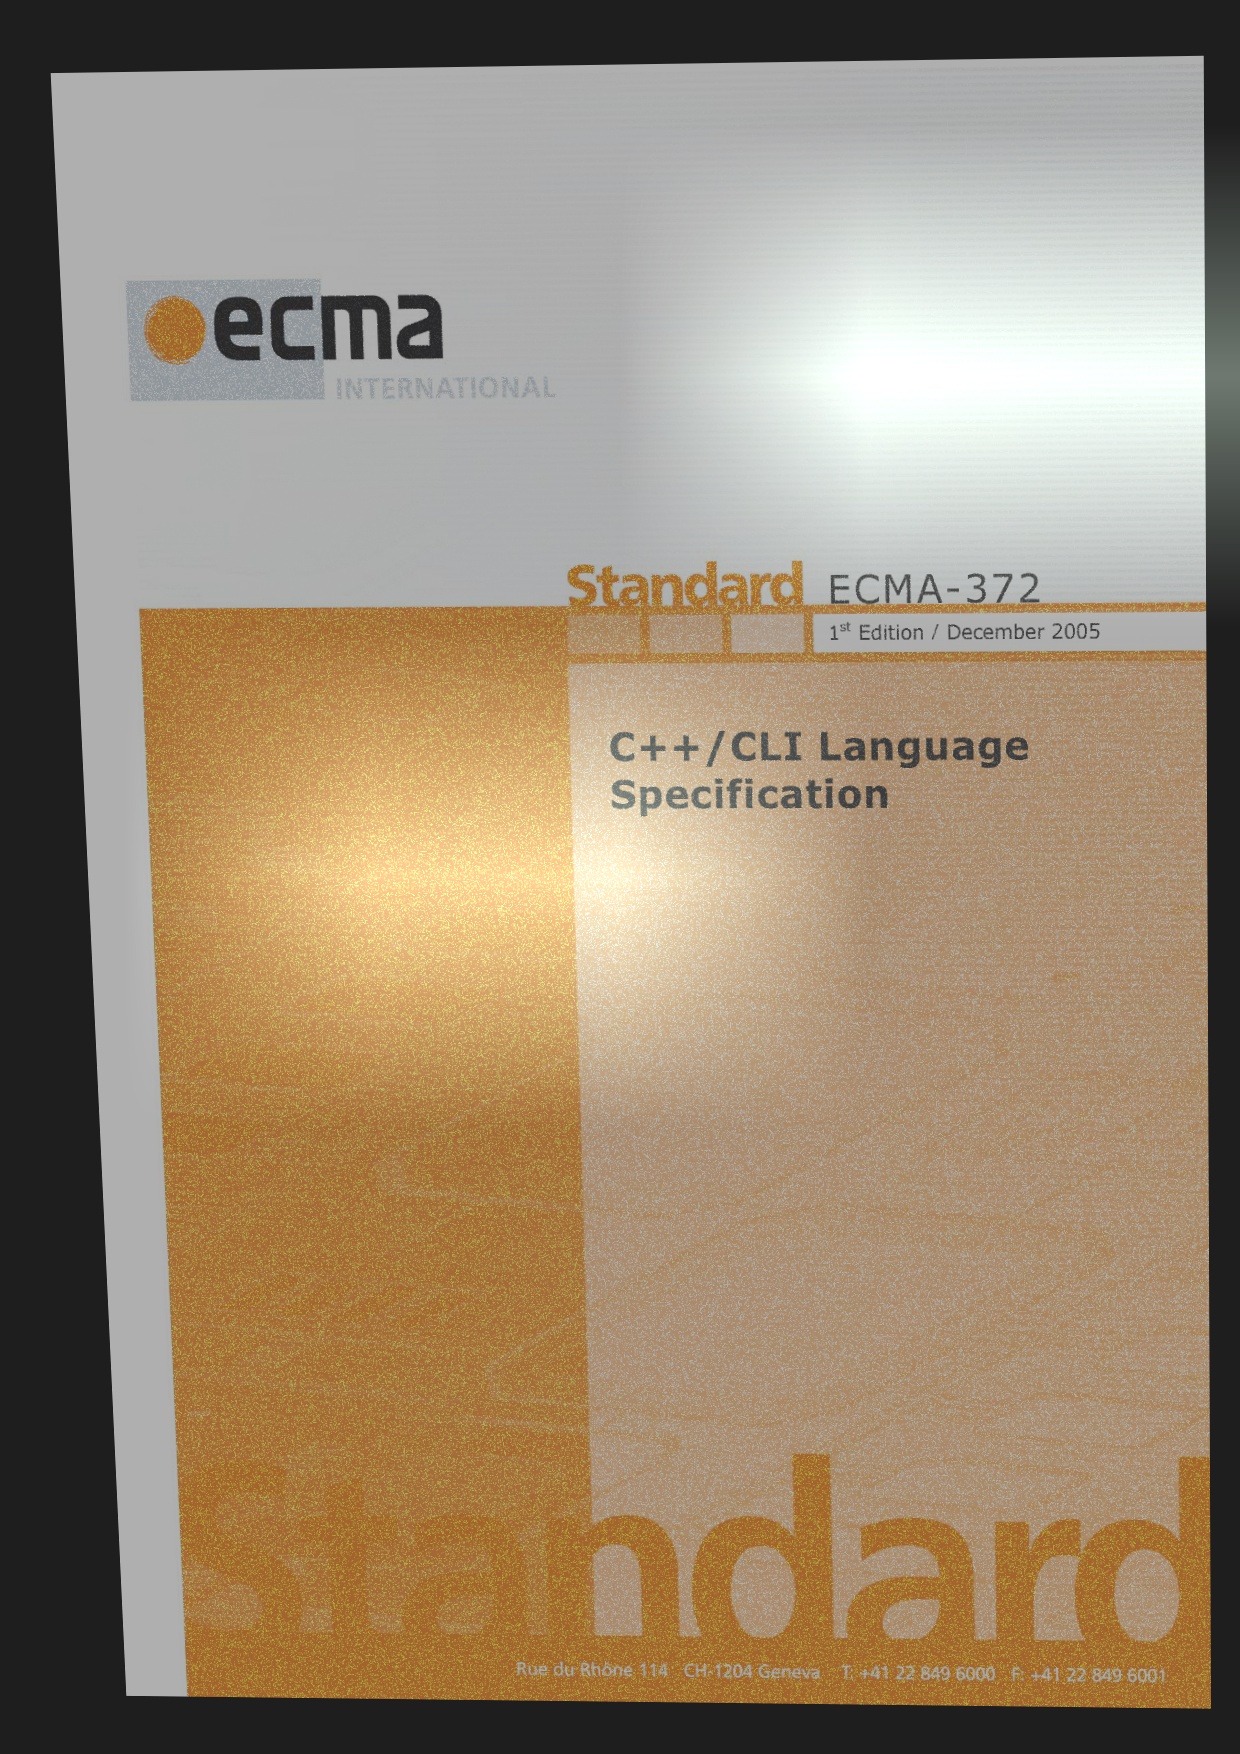 ecma
INTERNATIONAL
Standard ECMA-372
1st Edition / December 2005
C++/CLI Language
Specification
Standard
Rue du Rhône 114 CH-1204 Geneva T: +41 22 849 6000 F: +41 22 849 6001